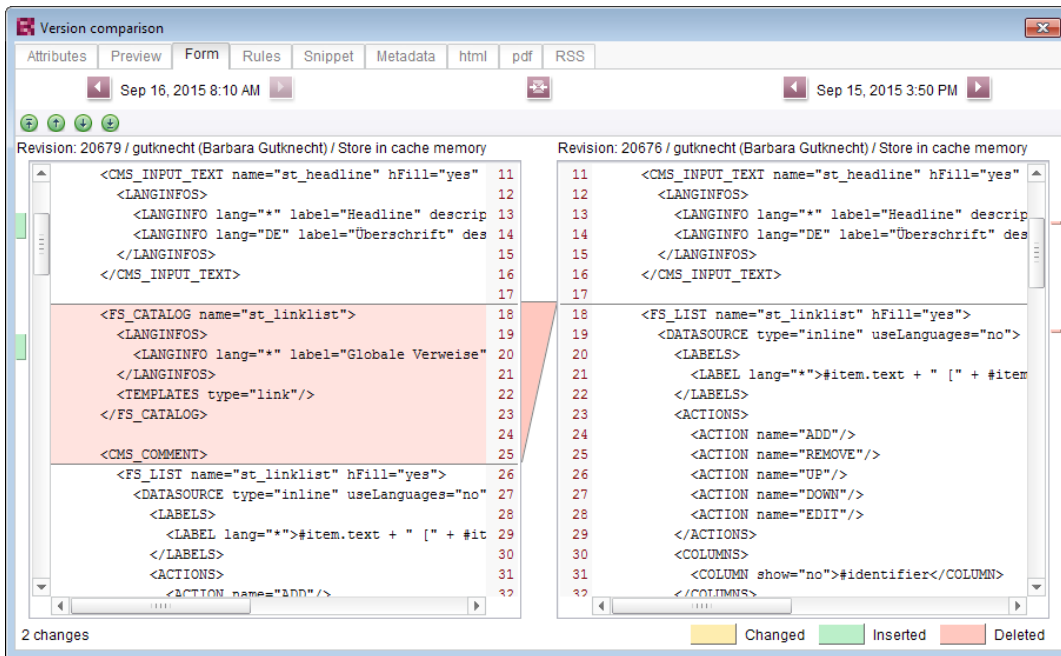 Version comparison
Attributes Preview Form Rules Snippet Metadata html pdf RSS
Sep 16, 2015 8:10 AM
Sep 15, 2015 3:50 PM
Revision: 20679 / gutknecht (Barbara Gutknecht) / Store in cache memory
<CMS_INPUT_TEXT name="st_headline" hFill="yes" 11
<LANGINFOS> 12
<LANGINFO lang="*" label="Headline" descrip 13
<LANGINFO lang="DE" label="Überschrift" des 14
</LANGINFOS> 15
</CMS_INPUT_TEXT> 16
17
<FS_CATALOG name="st_linklist"> 18
<LANGINFOS> 19
<LANGINFO lang="*" label="Globale Verweise" 20
</LANGINFOS> 21
<TEMPLATES type="link"/> 22
</FS_CATALOG> 23
24
<CMS_COMMENT> 25
<FS_LIST name="st_linklist" hFill="yes"> 26
<DATASOURCE type="inline" useLanguages="no" 27
<LABELS> 28
<LABEL lang="*">#item.text + " [" + #it 29
</LABELS> 30
<ACTIONS> 31
<ACTION name="ADD"/> 32
Revision: 20676 / gutknecht (Barbara Gutknecht) / Store in cache memory
11 <CMS_INPUT_TEXT name="st_headline" hFill="yes"
12 <LANGINFOS>
13 <LANGINFO lang="*" label="Headline" descrip
14 <LANGINFO lang="DE" label="Überschrift" des
15 </LANGINFOS>
16 </CMS_INPUT_TEXT>
17
18 <FS_LIST name="st_linklist" hFill="yes">
19 <DATASOURCE type="inline" useLanguages="no">
20 <LABELS>
21 <LABEL lang="*">#item.text + " [" + #item
22 </LABELS>
23 <ACTIONS>
24 <ACTION name="ADD"/>
25 <ACTION name="REMOVE"/>
26 <ACTION name="UP"/>
27 <ACTION name="DOWN"/>
28 <ACTION name="EDIT"/>
29 </ACTIONS>
30 <COLUMNS>
31 <COLUMN show="no">#identifier</COLUMN>
32 </COLUMNS>
2 changes
Changed Inserted Deleted